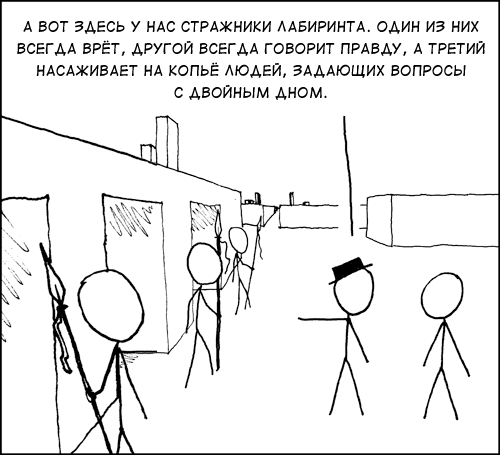 А ВОТ ЗДЕСЬ У НАС СТРАЖНИКИ ЛАБИРИНТА. ОДИН ИЗ НИХ
ВСЕГДА ВРЁТ, ДРУГОЙ ВСЕГДА ГОВОРИТ ПРАВДУ, А ТРЕТИЙ
НАСАЖИВАЕТ НА КОПЬЁ ЛЮДЕЙ, ЗАДАЮЩИХ ВОПРОСЫ
С ДВОЙНЫМ ДНОМ.